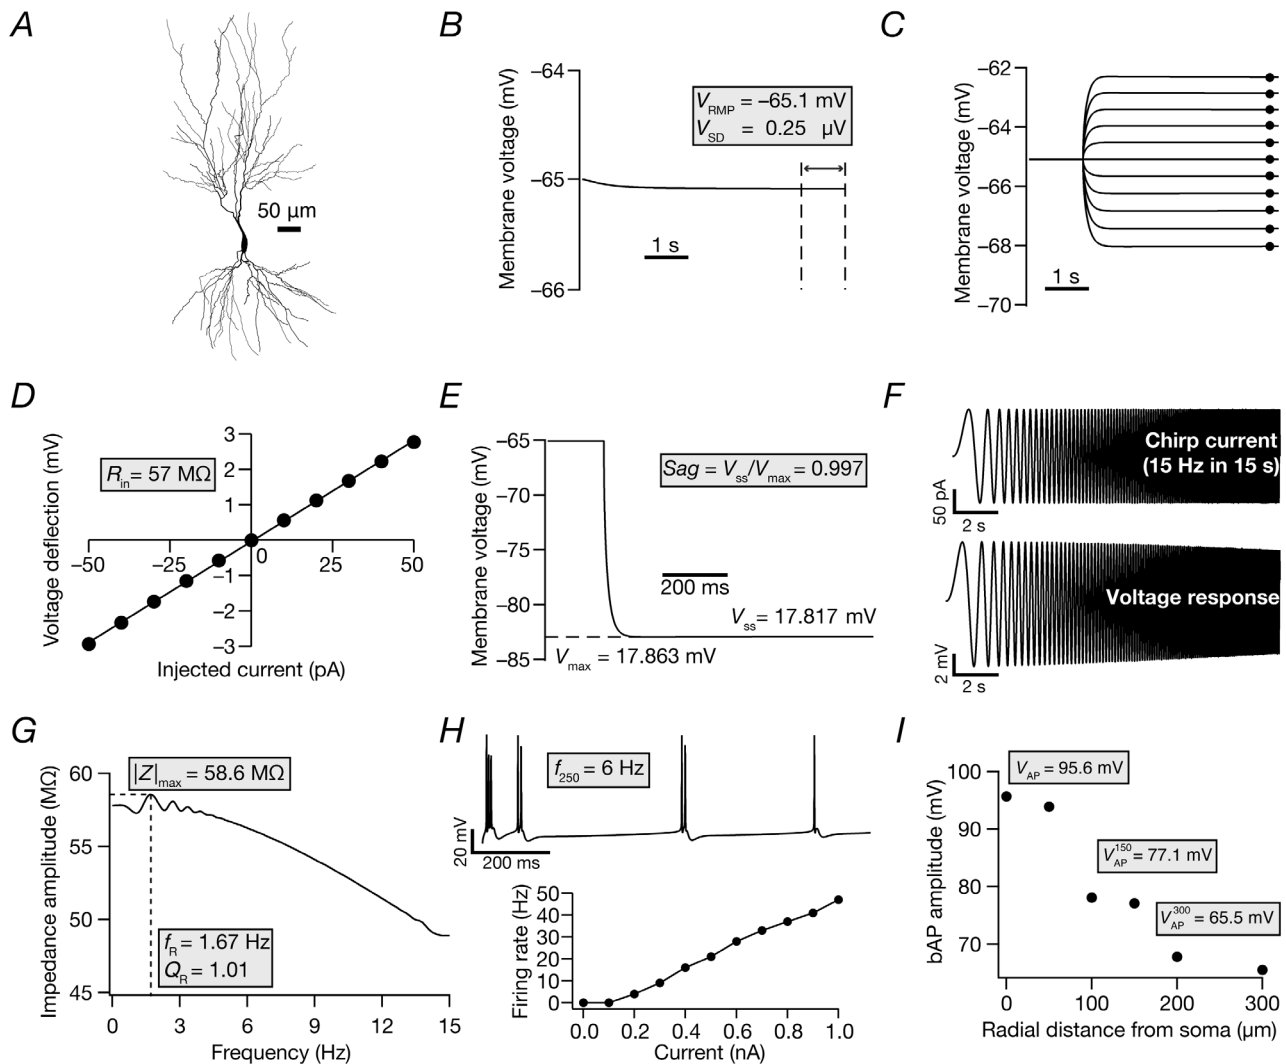 A
50 µm
B
Membrane voltage (mV)
–64
–65
–66
V_RMP = –65.1 mV
V_SD = 0.25 µV
1 s
C
Membrane voltage (mV)
–62
–64
–66
–68
–70
1 s
D
Voltage deflection (mV)
3
2
1
–1
–2
–3
R_in = 57 MΩ
–50
–25
0
25
50
Injected current (pA)
E
Membrane voltage (mV)
–65
–70
–75
–80
–85
Sag = V_ss/V_max = 0.997
200 ms
V_ss = 17.817 mV
V_max = 17.863 mV
F
Chirp current
(15 Hz in 15 s)
50 pA
2 s
Voltage response
2 mV
2 s
G
Impedance amplitude (MΩ)
60
55
50
45
|Z|_max = 58.6 MΩ
f_R = 1.67 Hz
Q_R = 1.01
0
3
6
9
12
15
Frequency (Hz)
H
f_250 = 6 Hz
20 mV
200 ms
Firing rate (Hz)
50
40
30
20
10
0
0.0
0.2
0.4
0.6
0.8
1.0
Current (nA)
I
bAP amplitude (mV)
100
90
80
70
V_AP = 95.6 mV
V_AP^150 = 77.1 mV
V_AP^300 = 65.5 mV
0
100
200
300
Radial distance from soma (µm)